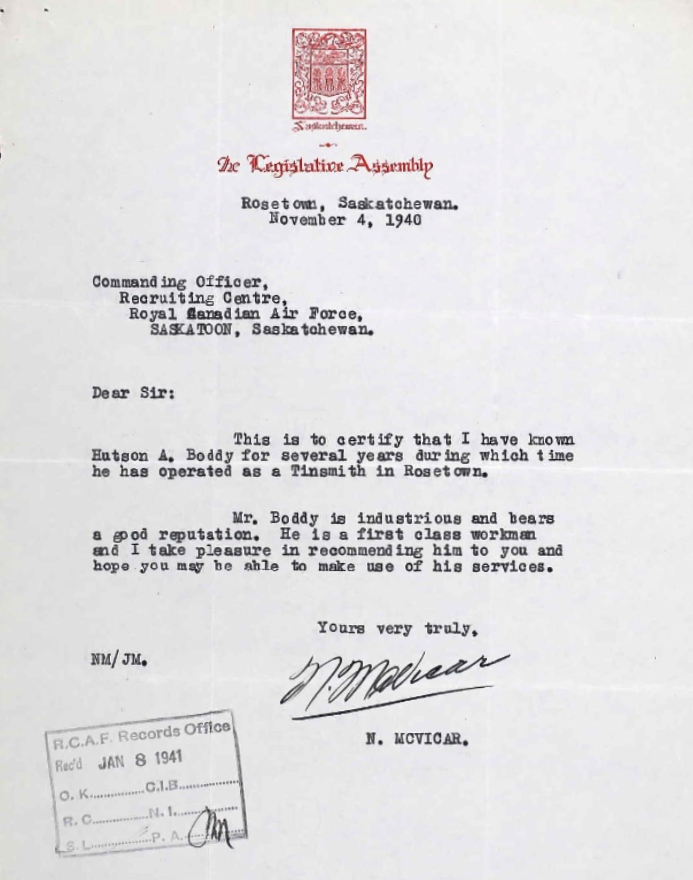 Saskatchewan.
The Legislative Assembly
Rosetown, Saskatchewan.
November 4, 1940
Commanding Officer,
Recruiting Centre,
Royal Canadian Air Force,
SASKATOON, Saskatchewan.
Dear Sir:
This is to certify that I have known
Hutson A. Boddy for several years during which time
he has operated as a Tinsmith in Rosetown.
Mr. Boddy is industrious and bears
a good reputation. He is a first class workman
and I take pleasure in recommending him to you and
hope you may be able to make use of his services.
Yours very truly,
NM/JM.
N. McVicar
N. MCVICAR.
R.C.A.F. Records Office
Rec'd JAN 8 1941
O. K.............C.I.B..............
R. C.............N. I..............
S. L..............P. A.